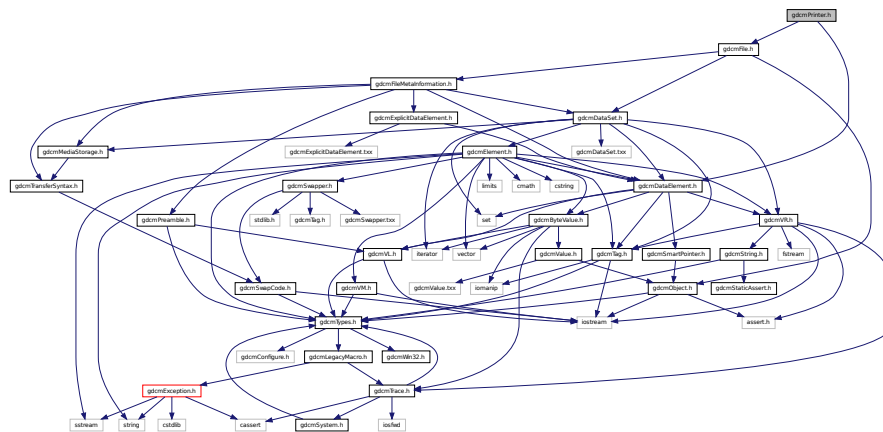 gdcmPrinter.h
gdcmFile.h
gdcmFileMetaInformation.h
gdcmExplicitDataElement.h
gdcmDataSet.h
gdcmMediaStorage.h
gdcmExplicitDataElement.txx
gdcmElement.h
gdcmDataSet.txx
gdcmTransferSyntax.h
gdcmSwapper.h
limits
cmath
cstring
gdcmDataElement.h
gdcmPreamble.h
stdlib.h
gdcmTag.h
gdcmSwapper.txx
set
gdcmByteValue.h
gdcmVR.h
gdcmVL.h
iterator
vector
gdcmValue.h
gdcmTag.h
gdcmSmartPointer.h
gdcmString.h
fstream
gdcmSwapCode.h
gdcmVM.h
gdcmValue.txx
iomanip
gdcmObject.h
gdcmStaticAssert.h
gdcmTypes.h
iostream
assert.h
gdcmConfigure.h
gdcmLegacyMacro.h
gdcmWin32.h
gdcmException.h
gdcmTrace.h
sstream
string
cstdlib
cassert
gdcmSystem.h
iosfwd